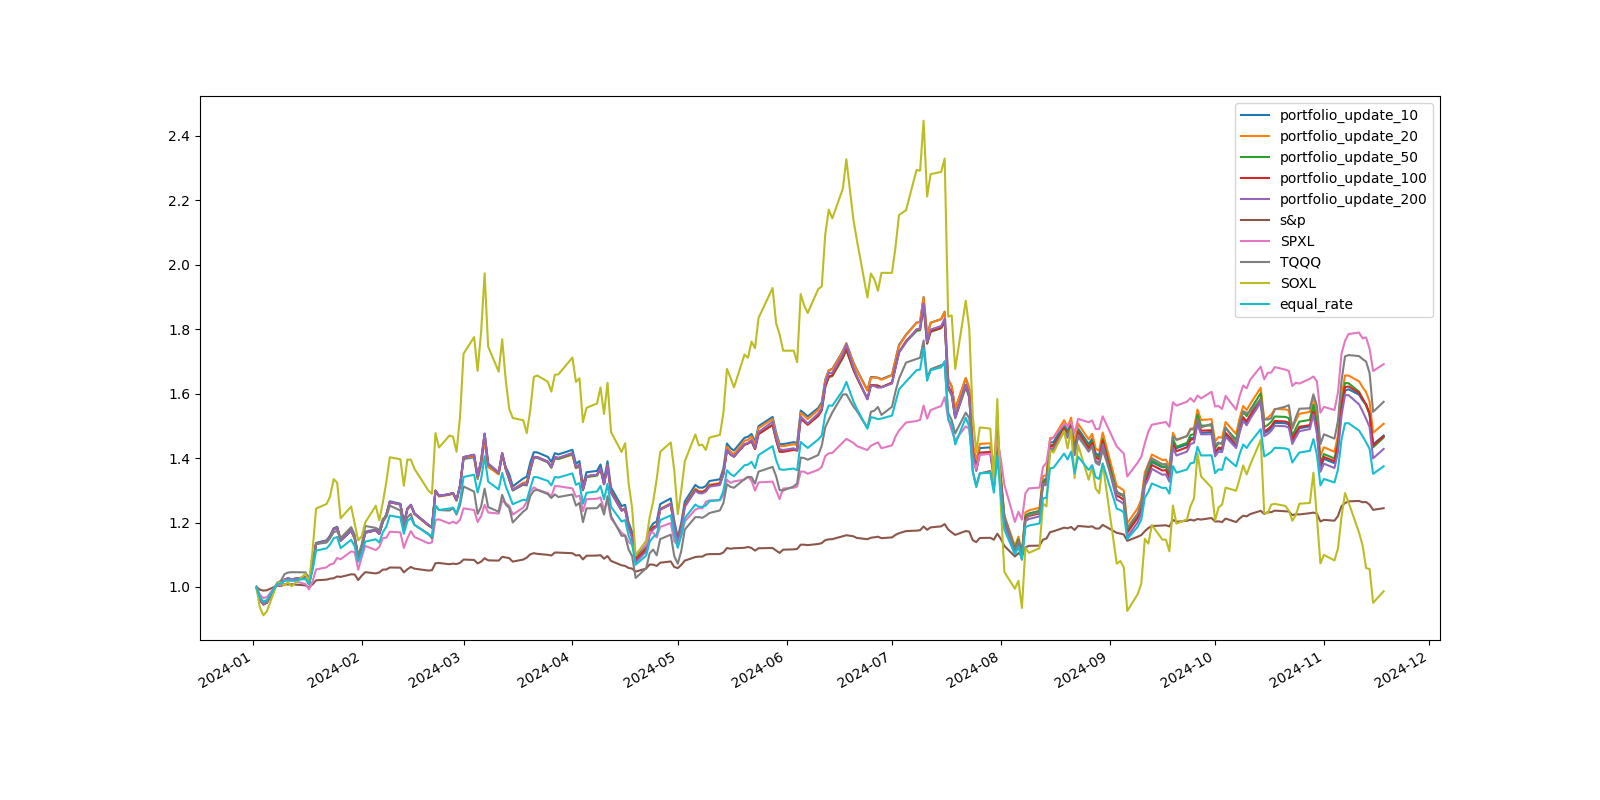 portfolio_update_10
portfolio_update_20
portfolio_update_50
portfolio_update_100
portfolio_update_200
s&p
SPXL
TQQQ
SOXL
equal_rate
2.4
2.2
2.0
1.8
1.6
1.4
1.2
1.0
2024-01
2024-02
2024-03
2024-04
2024-05
2024-06
2024-07
2024-08
2024-09
2024-10
2024-11
2024-12